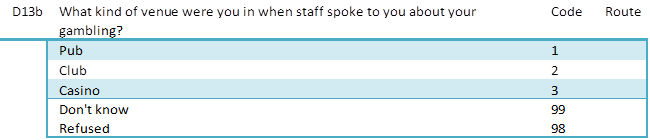 D13b What kind of venue were you in when staff spoke to you about your Code Route
gambling?
Pub 1
Club 2
Casino 3
Don't know 99
Refused 98